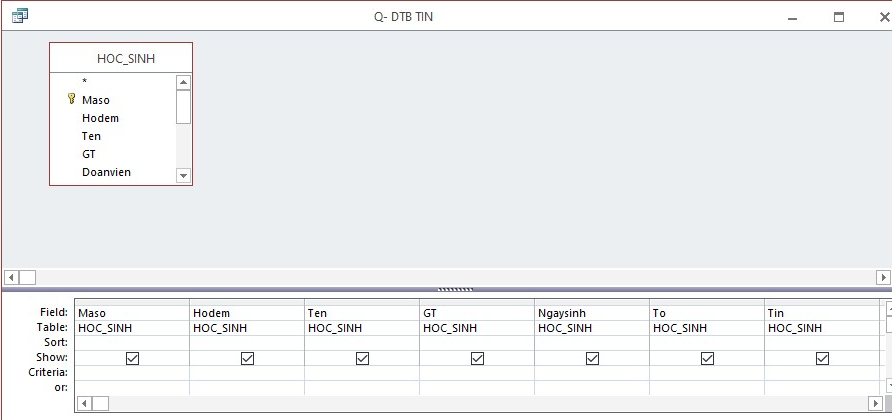 Q- DTB TIN
HOC_SINH
*
Maso
Hodem
Ten
GT
Doanvien
Field: Maso Hodem Ten GT Ngaysinh To Tin
Table: HOC_SINH HOC_SINH HOC_SINH HOC_SINH HOC_SINH HOC_SINH HOC_SINH
Sort:
Show:
Criteria:
or: